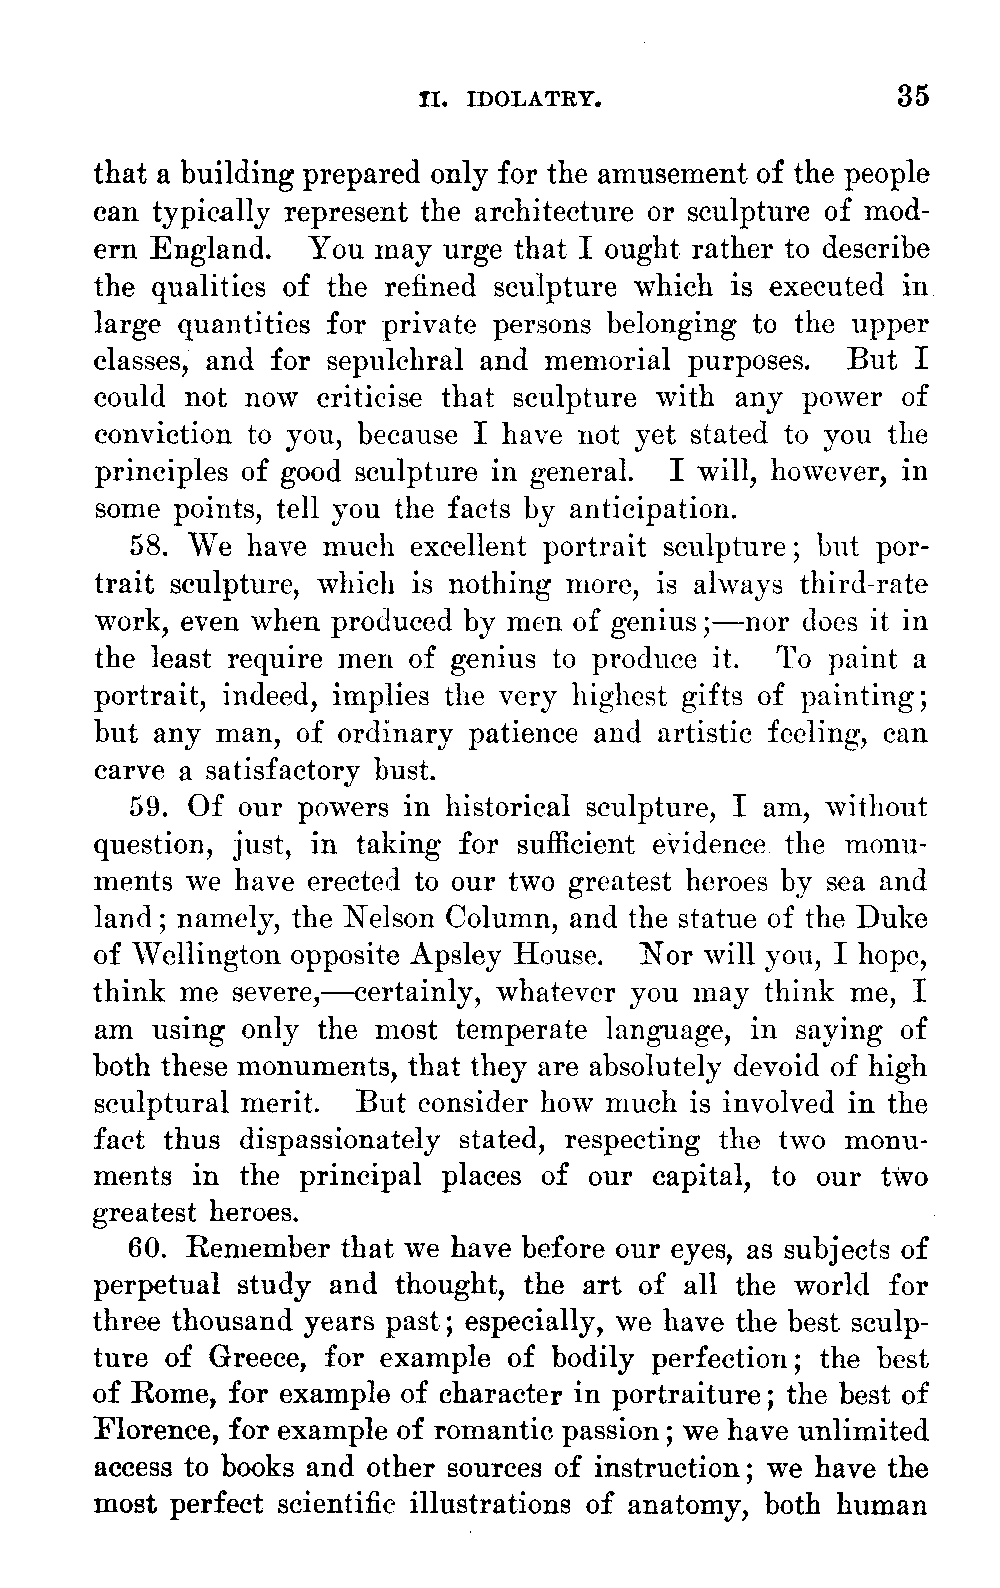 II. IDOLATRY. 35
that a building prepared only for the amusement of the people
can typically represent the architecture or sculpture of mod-
ern England. You may urge that I ought rather to describe
the qualities of the refined sculpture which is executed in
large quantities for private persons belonging to the upper
classes, and for sepulchral and memorial purposes. But I
could not now criticise that sculpture with any power of
conviction to you, because I have not yet stated to you the
principles of good sculpture in general. I will, however, in
some points, tell you the facts by anticipation.
58. We have much excellent portrait sculpture; but por-
trait sculpture, which is nothing more, is always third-rate
work, even when produced by men of genius;—nor does it in
the least require men of genius to produce it. To paint a
portrait, indeed, implies the very highest gifts of painting;
but any man, of ordinary patience and artistic feeling, can
carve a satisfactory bust.
59. Of our powers in historical sculpture, I am, without
question, just, in taking for sufficient evidence the monu-
ments we have erected to our two greatest heroes by sea and
land; namely, the Nelson Column, and the statue of the Duke
of Wellington opposite Apsley House. Nor will you, I hope,
think me severe,—certainly, whatever you may think me, I
am using only the most temperate language, in saying of
both these monuments, that they are absolutely devoid of high
sculptural merit. But consider how much is involved in the
fact thus dispassionately stated, respecting the two monu-
ments in the principal places of our capital, to our two
greatest heroes.
60. Remember that we have before our eyes, as subjects of
perpetual study and thought, the art of all the world for
three thousand years past; especially, we have the best sculp-
ture of Greece, for example of bodily perfection; the best
of Rome, for example of character in portraiture; the best of
Florence, for example of romantic passion; we have unlimited
access to books and other sources of instruction; we have the
most perfect scientific illustrations of anatomy, both human